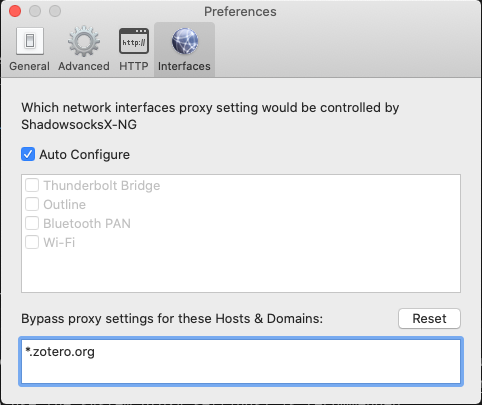 Preferences
http://
General Advanced HTTP Interfaces
Which network interfaces proxy setting would be controlled by
ShadowsocksX-NG
Auto Configure
Thunderbolt Bridge
Outline
Bluetooth PAN
Wi-Fi
Bypass proxy settings for these Hosts & Domains: Reset
*.zotero.org